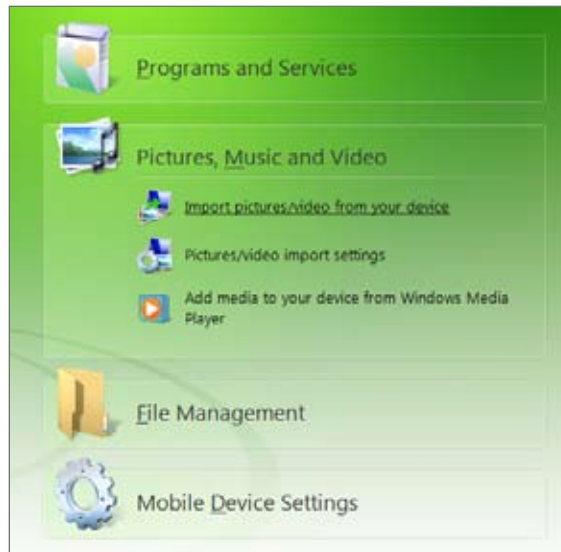 Programs and Services
Pictures, Music and Video
Import pictures/video from your device
Pictures/video import settings
Add media to your device from Windows Media
Player
File Management
Mobile Device Settings